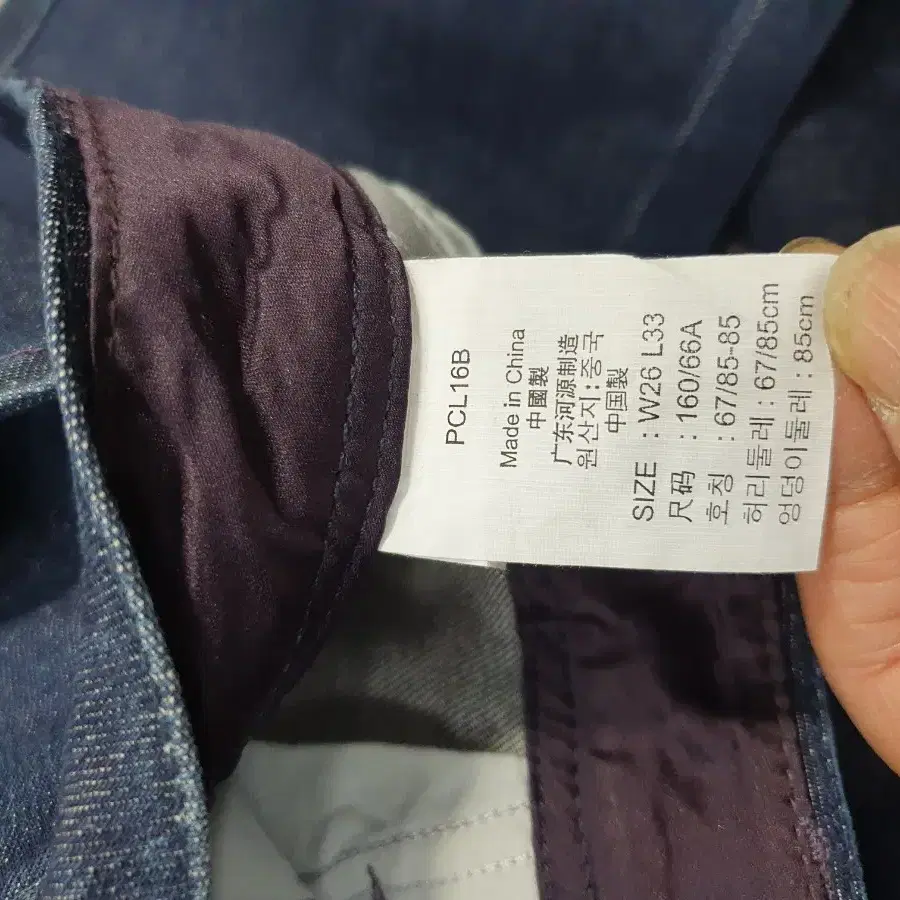 PCL16B
Made in China
中國製
广东河源制造
원산지 : 중국
中国製
SIZE : W26 L33
尺码 : 160/66A
호칭 : 67/85-85
허리둘레 : 67/85cm
엉덩이둘레 : 85cm